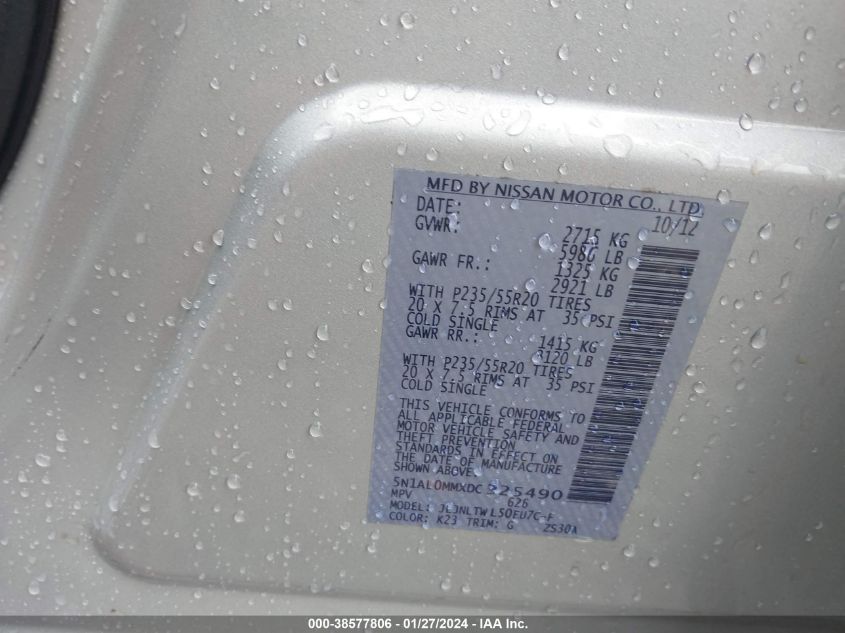 MFD BY NISSAN MOTOR CO., LTD
DATE: 10/12
GVWR: 2715 KG
5986 LB
GAWR FR.: 1325 KG
2921 LB
WITH P235/55R20 TIRES
20 X 7.5 RIMS AT 35 PSI
COLD SINGLE
GAWR RR.: 1415 KG
3120 LB
WITH P235/55R20 TIRES
20 X 7.5 RIMS AT 35 PSI
COLD SINGLE
THIS VEHICLE CONFORMS TO
ALL APPLICABLE FEDERAL
MOTOR VEHICLE SAFETY AND
THEFT PREVENTION
STANDARDS IN EFFECT ON
THE DATE OF MANUFACTURE
SHOWN ABOVE.
5N1AL0MMXDC325490
MPV 626
MODEL:
COLOR: K23 TRIM: G 2S30A
000-38577806 / 01/27/2024 - IAA Inc.